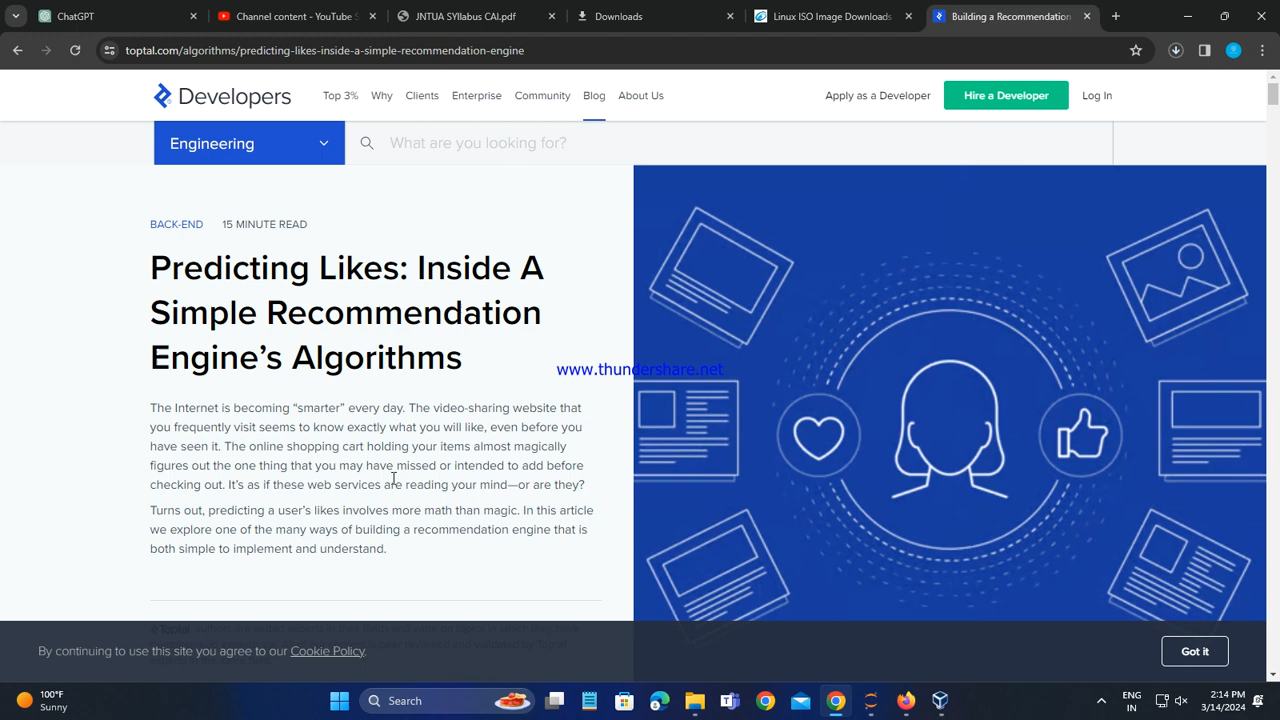 ChatGPT
Channel content - YouTube S
JNTUA SYllabus CAI.pdf
Downloads
Linux ISO Image Downloads
Building a Recommendation
toptal.com/algorithms/predicting-likes-inside-a-simple-recommendation-engine
Developers
Top 3%
Why
Clients
Enterprise
Community
Blog
About Us
Apply as a Developer
Hire a Developer
Log In
Engineering
What are you looking for?
BACK-END 15 MINUTE READ
Predicting Likes: Inside A
Simple Recommendation
Engine’s Algorithms
www.thundershare.net
The Internet is becoming “smarter” every day. The video-sharing website that
you frequently visit seems to know exactly what you will like, even before you
have seen it. The online shopping cart holding your items almost magically
figures out the one thing that you may have missed or intended to add before
checking out. It’s as if these web services are reading your mind—or are they?
Turns out, predicting a user’s likes involves more math than magic. In this article
we explore one of the many ways of building a recommendation engine that is
both simple to implement and understand.
By continuing to use this site you agree to our Cookie Policy.
Got it
100°F
Sunny
Search
ENG
IN
2:14 PM
3/14/2024